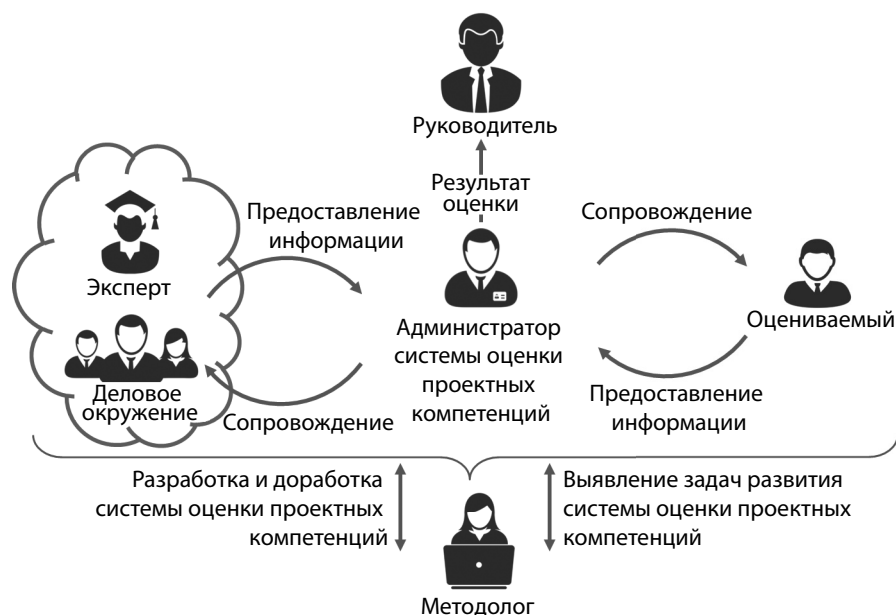 Руководитель
Результат
оценки
Предоставление
информации
Сопровождение
Эксперт
Администратор
системы оценки
проектных
компетенций
Оцениваемый
Деловое
окружение
Сопровождение
Предоставление
информации
Разработка и доработка
системы оценки проектных
компетенций
Выявление задач развития
системы оценки проектных
компетенций
Методолог